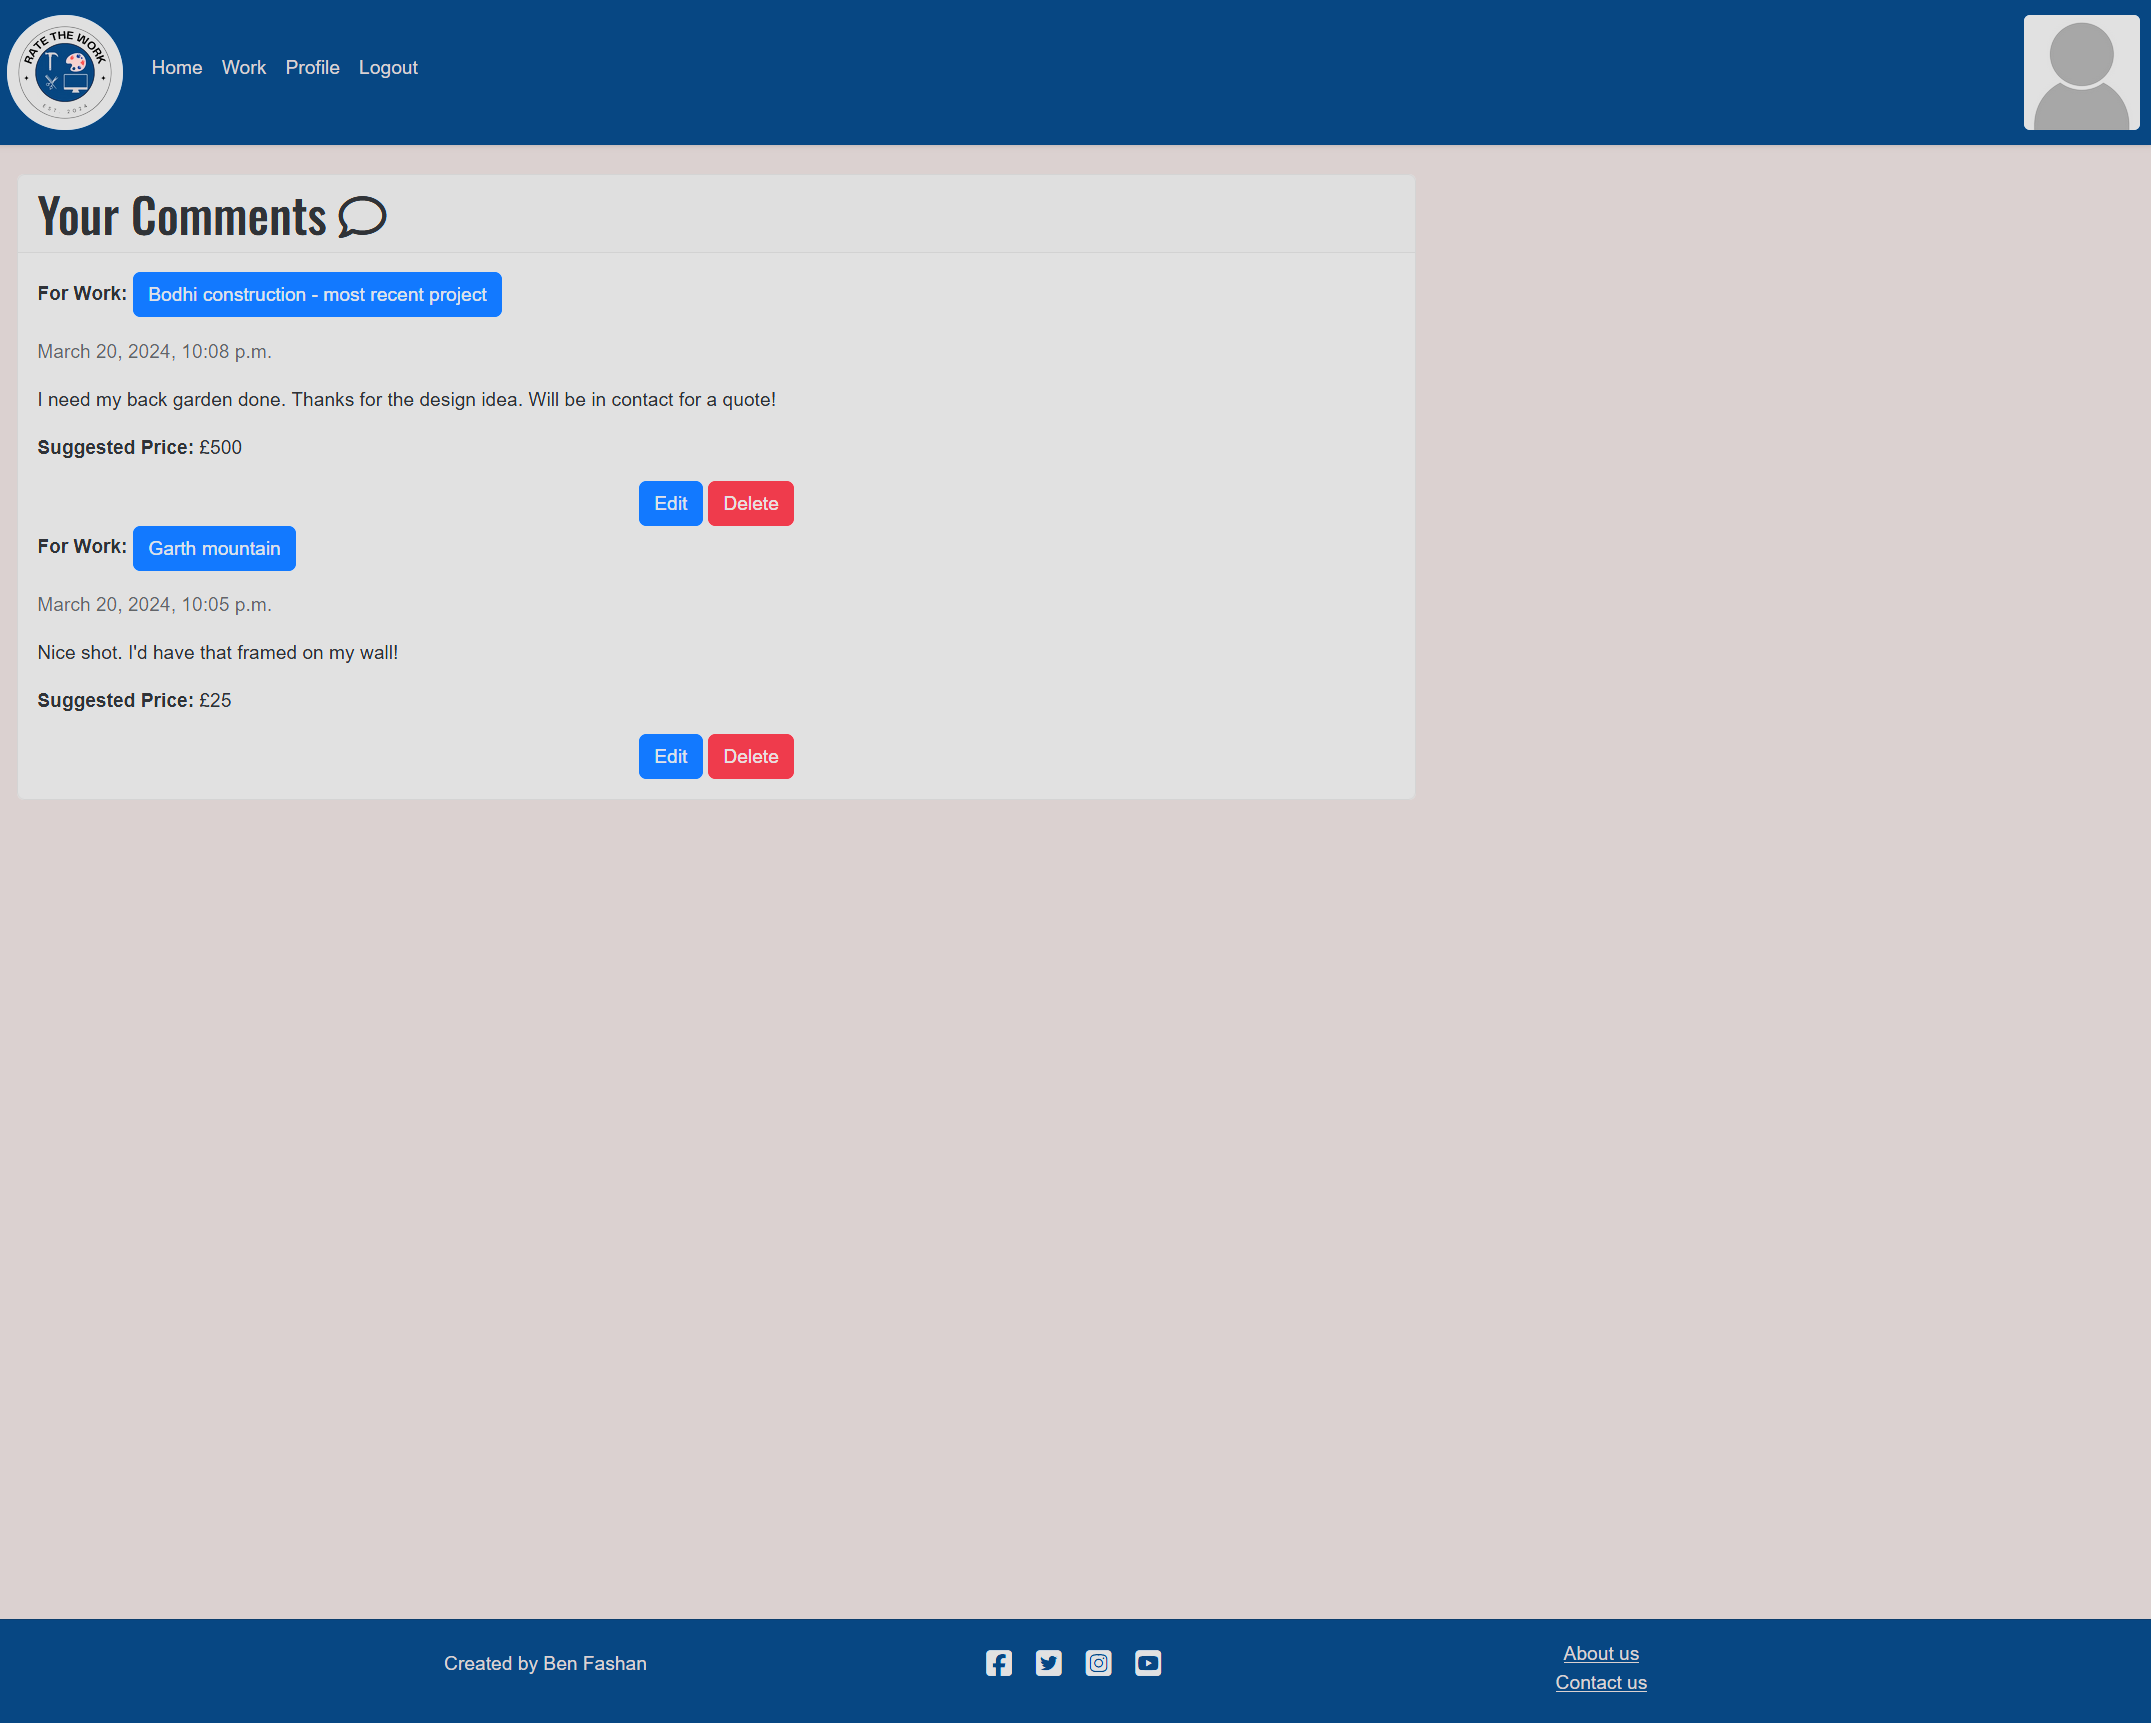 RATE THE WORK
EST. 2024
Home Work Profile Logout
Your Comments
For Work: Bodhi construction - most recent project
March 20, 2024, 10:08 p.m.
I need my back garden done. Thanks for the design idea. Will be in contact for a quote!
Suggested Price: £500
Edit Delete
For Work: Garth mountain
March 20, 2024, 10:05 p.m.
Nice shot. I'd have that framed on my wall!
Suggested Price: £25
Edit Delete
Created by Ben Fashan
About us
Contact us